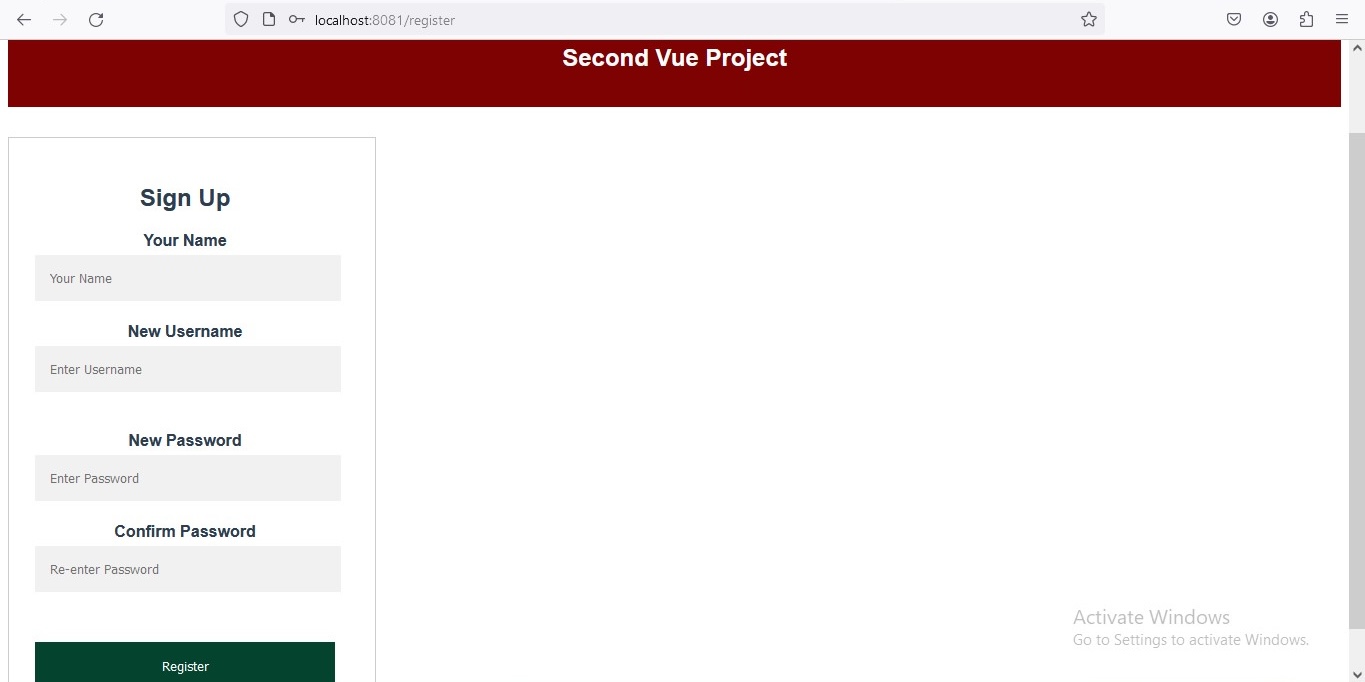 localhost:8081/register
Second Vue Project
Sign Up
Your Name
Your Name
New Username
Enter Username
New Password
Enter Password
Confirm Password
Re-enter Password
Register
Activate Windows
Go to Settings to activate Windows.